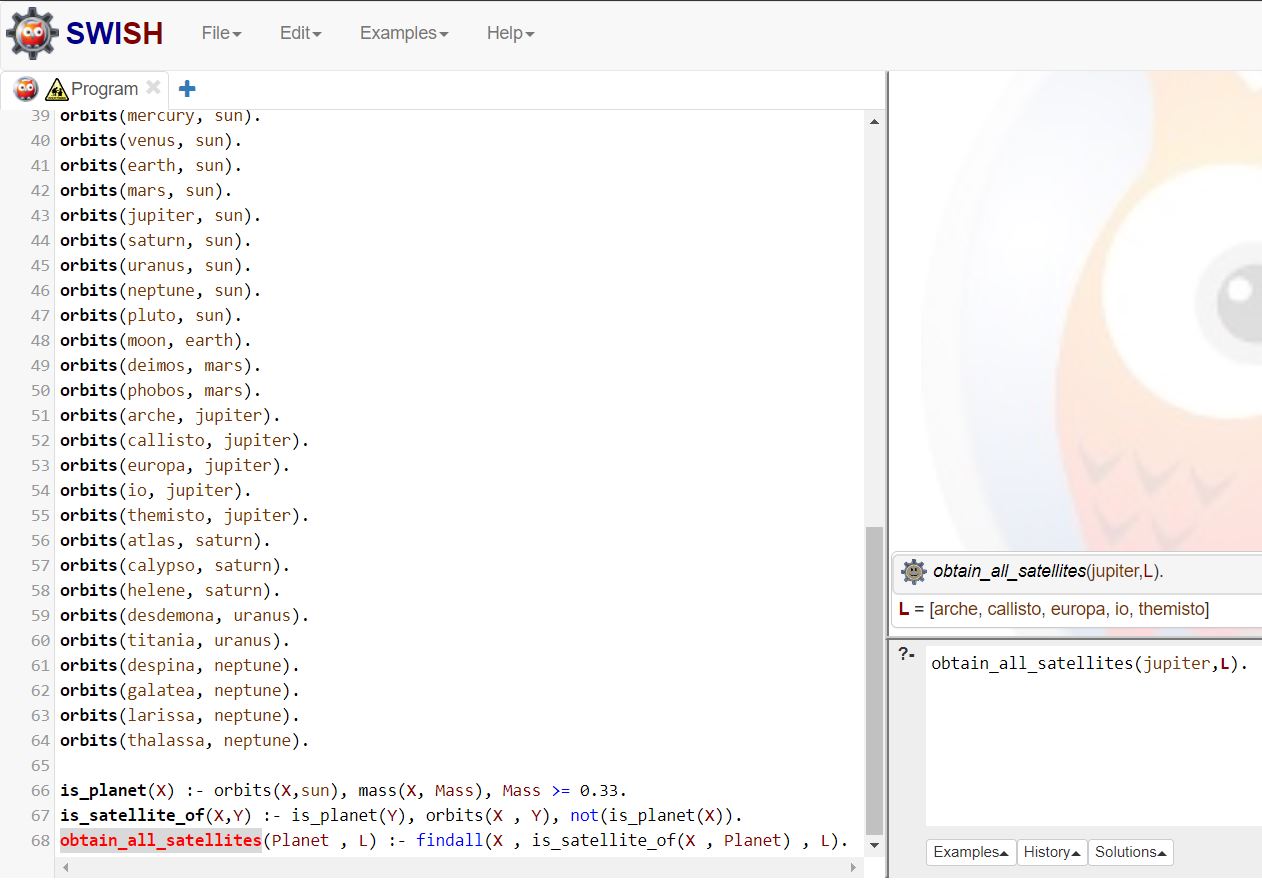 SWISH File Edit Examples Help
Program
39 orbits(mercury, sun).
40 orbits(venus, sun).
41 orbits(earth, sun).
42 orbits(mars, sun).
43 orbits(jupiter, sun).
44 orbits(saturn, sun).
45 orbits(uranus, sun).
46 orbits(neptune, sun).
47 orbits(pluto, sun).
48 orbits(moon, earth).
49 orbits(deimos, mars).
50 orbits(phobos, mars).
51 orbits(arche, jupiter).
52 orbits(callisto, jupiter).
53 orbits(europa, jupiter).
54 orbits(io, jupiter).
55 orbits(themisto, jupiter).
56 orbits(atlas, saturn).
57 orbits(calypso, saturn).
58 orbits(helene, saturn).
59 orbits(desdemona, uranus).
60 orbits(titania, uranus).
61 orbits(despina, neptune).
62 orbits(galatea, neptune).
63 orbits(larissa, neptune).
64 orbits(thalassa, neptune).
65
66 is_planet(X) :- orbits(X,sun), mass(X, Mass), Mass >= 0.33.
67 is_satellite_of(X,Y) :- is_planet(Y), orbits(X , Y), not(is_planet(X)).
68 obtain_all_satellites(Planet , L) :- findall(X , is_satellite_of(X , Planet) , L).
obtain_all_satellites(jupiter,L).
L = [arche, callisto, europa, io, themisto]
?- obtain_all_satellites(jupiter,L).
Examples History Solutions